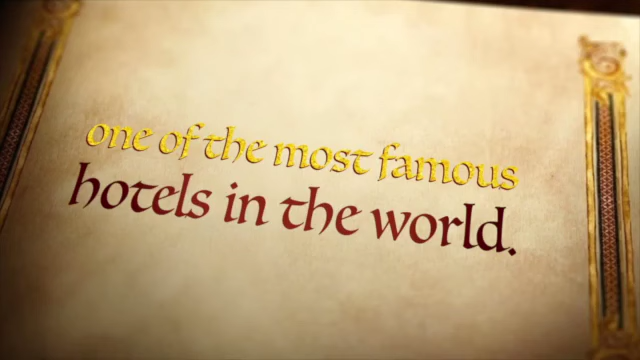 one of the most famous
hotels in the world.